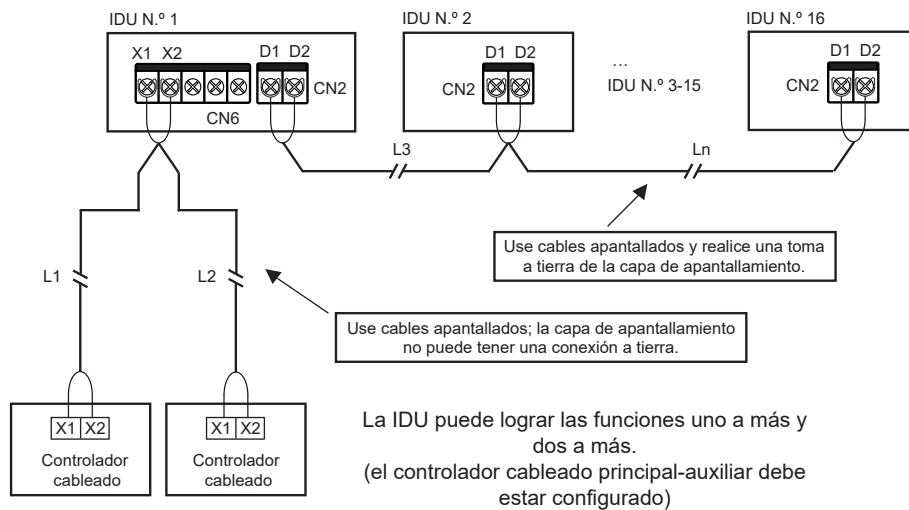 IDU N.º 1
IDU N.º 2
IDU N.º 16
X1 X2
D1 D2
CN2
CN6
D1 D2
CN2
...
IDU N.º 3-15
D1 D2
CN2
L3
Ln
Use cables apantallados y realice una toma
a tierra de la capa de apantallamiento.
L1
L2
Use cables apantallados; la capa de apantallamiento
no puede tener una conexión a tierra.
X1 X2
Controlador
cableado
X1 X2
Controlador
cableado
La IDU puede lograr las funciones uno a más y
dos a más.
(el controlador cableado principal-auxiliar debe
estar configurado)